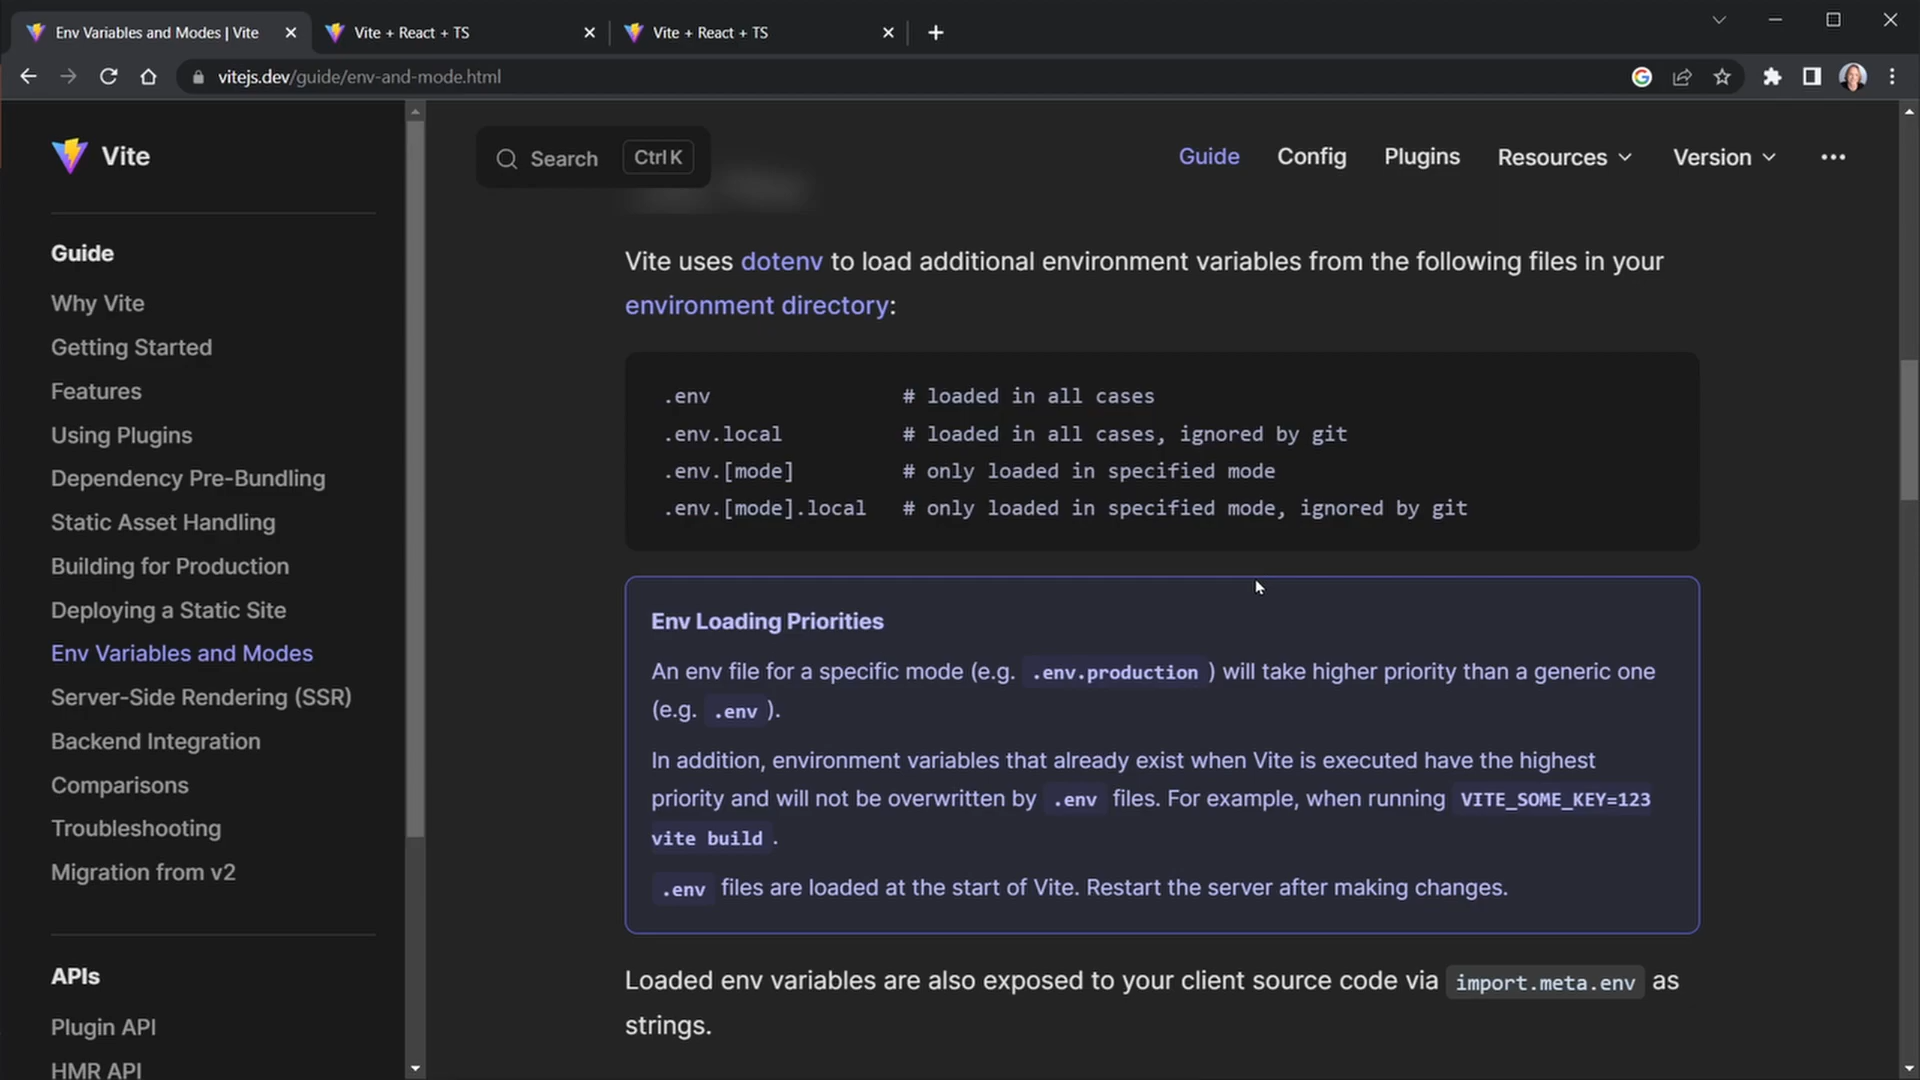 Env Variables and Modes | Vite
Vite + React + TS
Vite + React + TS
vitejs.dev/guide/env-and-mode.html
Vite
Search Ctrl K
Guide
Config
Plugins
Resources
Version
Guide
Why Vite
Getting Started
Features
Using Plugins
Dependency Pre-Bundling
Static Asset Handling
Building for Production
Deploying a Static Site
Env Variables and Modes
Server-Side Rendering (SSR)
Backend Integration
Comparisons
Troubleshooting
Migration from v2
APIs
Plugin API
HMR API
Vite uses dotenv to load additional environment variables from the following files in your
environment directory:
.env # loaded in all cases
.env.local # loaded in all cases, ignored by git
.env.[mode] # only loaded in specified mode
.env.[mode].local # only loaded in specified mode, ignored by git
Env Loading Priorities
An env file for a specific mode (e.g. .env.production ) will take higher priority than a generic one
(e.g. .env ).
In addition, environment variables that already exist when Vite is executed have the highest
priority and will not be overwritten by .env files. For example, when running VITE_SOME_KEY=123
vite build .
.env files are loaded at the start of Vite. Restart the server after making changes.
Loaded env variables are also exposed to your client source code via import.meta.env as
strings.